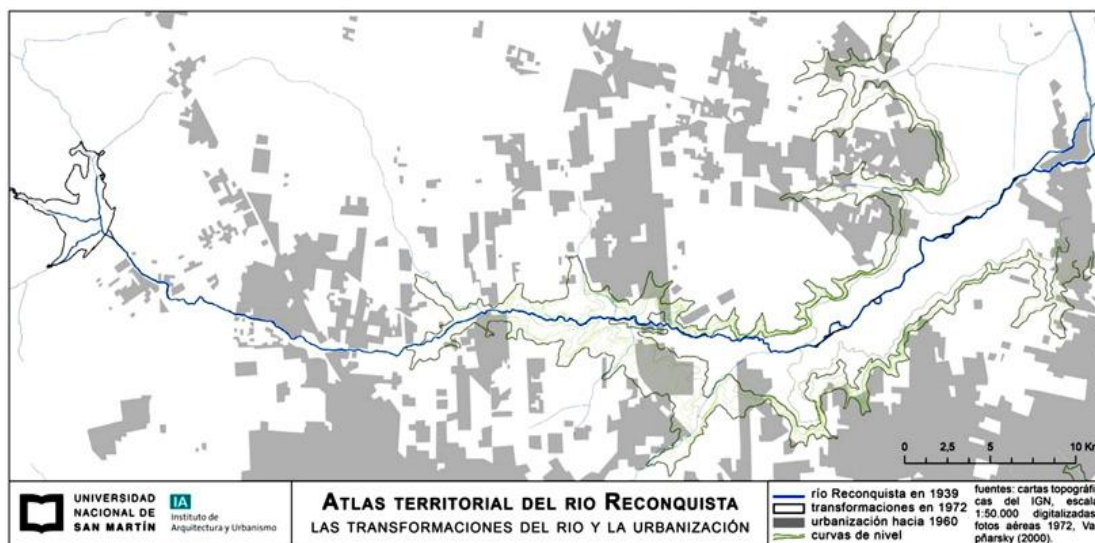 0 2,5 5 10 Km
UNIVERSIDAD
NACIONAL DE
SAN MARTÍN
IA
Instituto de
Arquitectura y Urbanismo
ATLAS TERRITORIAL DEL RIO RECONQUISTA
LAS TRANSFORMACIONES DEL RIO Y LA URBANIZACIÓN
río Reconquista en 1939
transformaciones en 1972
urbanización hacia 1960
curvas de nivel
fuentes: cartas topográfi
cas del IGN, escala
1:50.000 digitalizadas
fotos aéreas 1972, Va
pñarsky (2000).